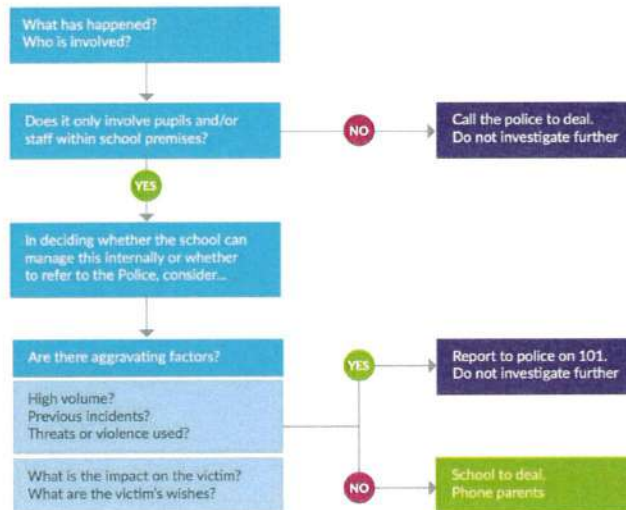 What has happened?
Who is involved?
Does it only involve pupils and/or
staff within school premises?
NO
Call the police to deal.
Do not investigate further
YES
In deciding whether the school can
manage this internally or whether
to refer to the Police, consider...
Are there aggravating factors?
High volume?
Previous incidents?
Threats or violence used?
What is the impact on the victim?
What are the victim's wishes?
YES
Report to police on 101.
Do not investigate further
NO
School to deal.
Phone parents